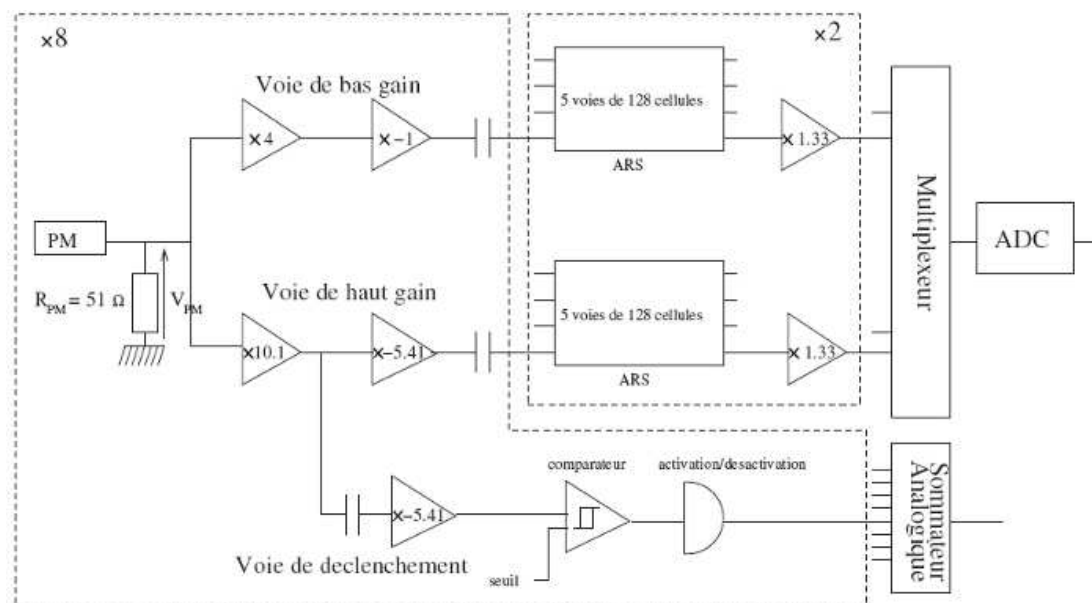 ×8
×2
Voie de bas gain
×4
×-1
5 voies de 128 cellules
ARS
×1.33
Multiplexeur
ADC
PM
R_PM = 51 Ω
V_PM
Voie de haut gain
×10.1
×-5.41
5 voies de 128 cellules
ARS
×1.33
×-5.41
Voie de declenchement
comparateur
activation/desactivation
seuil
Sommateur
Analogique